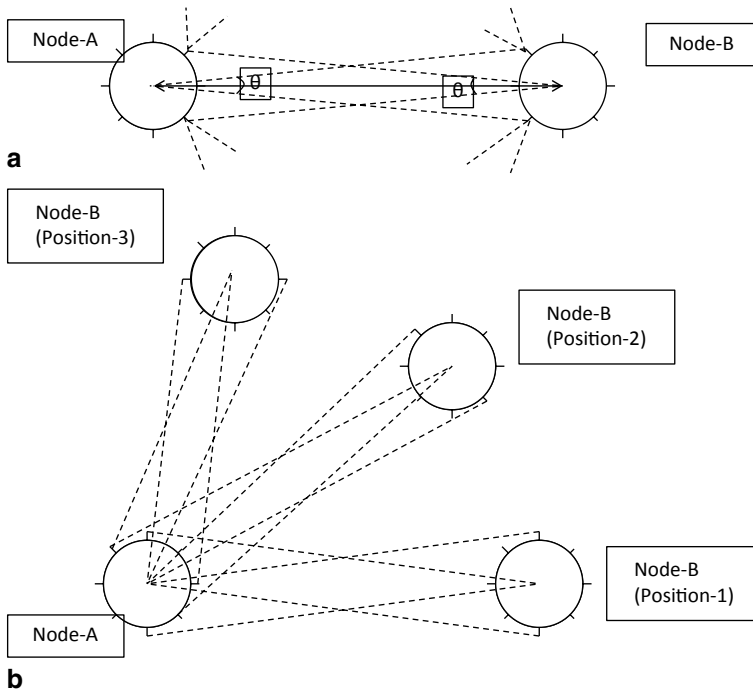 Node-A
Node-B
θ
θ
a
Node-B
(Position-3)
Node-B
(Position-2)
Node-B
(Position-1)
Node-A
b